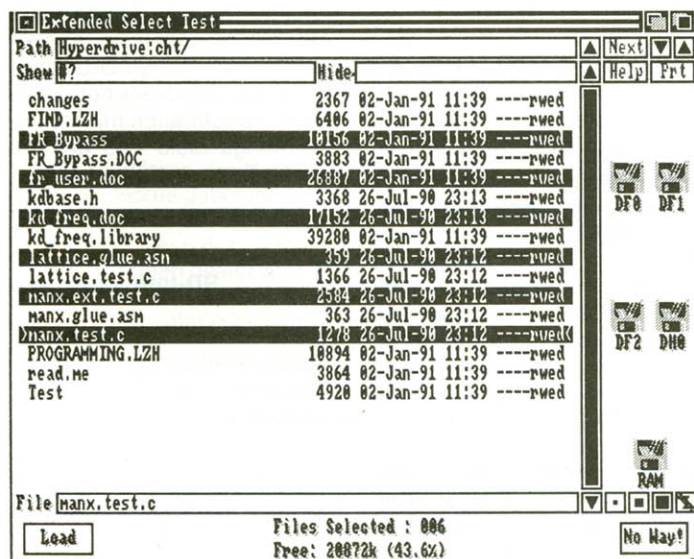 Extended Select Test
Path Hyperdrive:cht/ Next
Show #? Hide Help Prt
changes 2367 02-Jan-91 11:39 ----rwed
FIND.LZH 6406 02-Jan-91 11:39 ----rwed
FR_Bypass 10156 02-Jan-91 11:39 ----rwed
FR_Bypass.DOC 3883 02-Jan-91 11:39 ----rwed
fr_user.doc 26887 02-Jan-91 11:39 ----rwed
kdbase.h 3368 26-Jul-90 23:13 ----rwed
kd_freq.doc 17152 26-Jul-90 23:13 ----rwed
kd_freq.library 39280 02-Jan-91 11:39 ----rwed
lattice.glue.asm 359 26-Jul-90 23:12 ----rwed
lattice.test.c 1366 26-Jul-90 23:12 ----rwed
manx.ext.test.c 2584 26-Jul-90 23:12 ----rwed
manx.glue.asm 363 26-Jul-90 23:12 ----rwed
>manx.test.c 1278 26-Jul-90 23:12 ----rwed<
PROGRAMMING.LZH 10894 02-Jan-91 11:39 ----rwed
read.me 3864 02-Jan-91 11:39 ----rwed
Test 4920 02-Jan-91 11:39 ----rwed
DF0 DF1
DF2 DH0
RAM
File manx.test.c
Load Files Selected : 006 No Way!
Free: 20872k (43.6%)